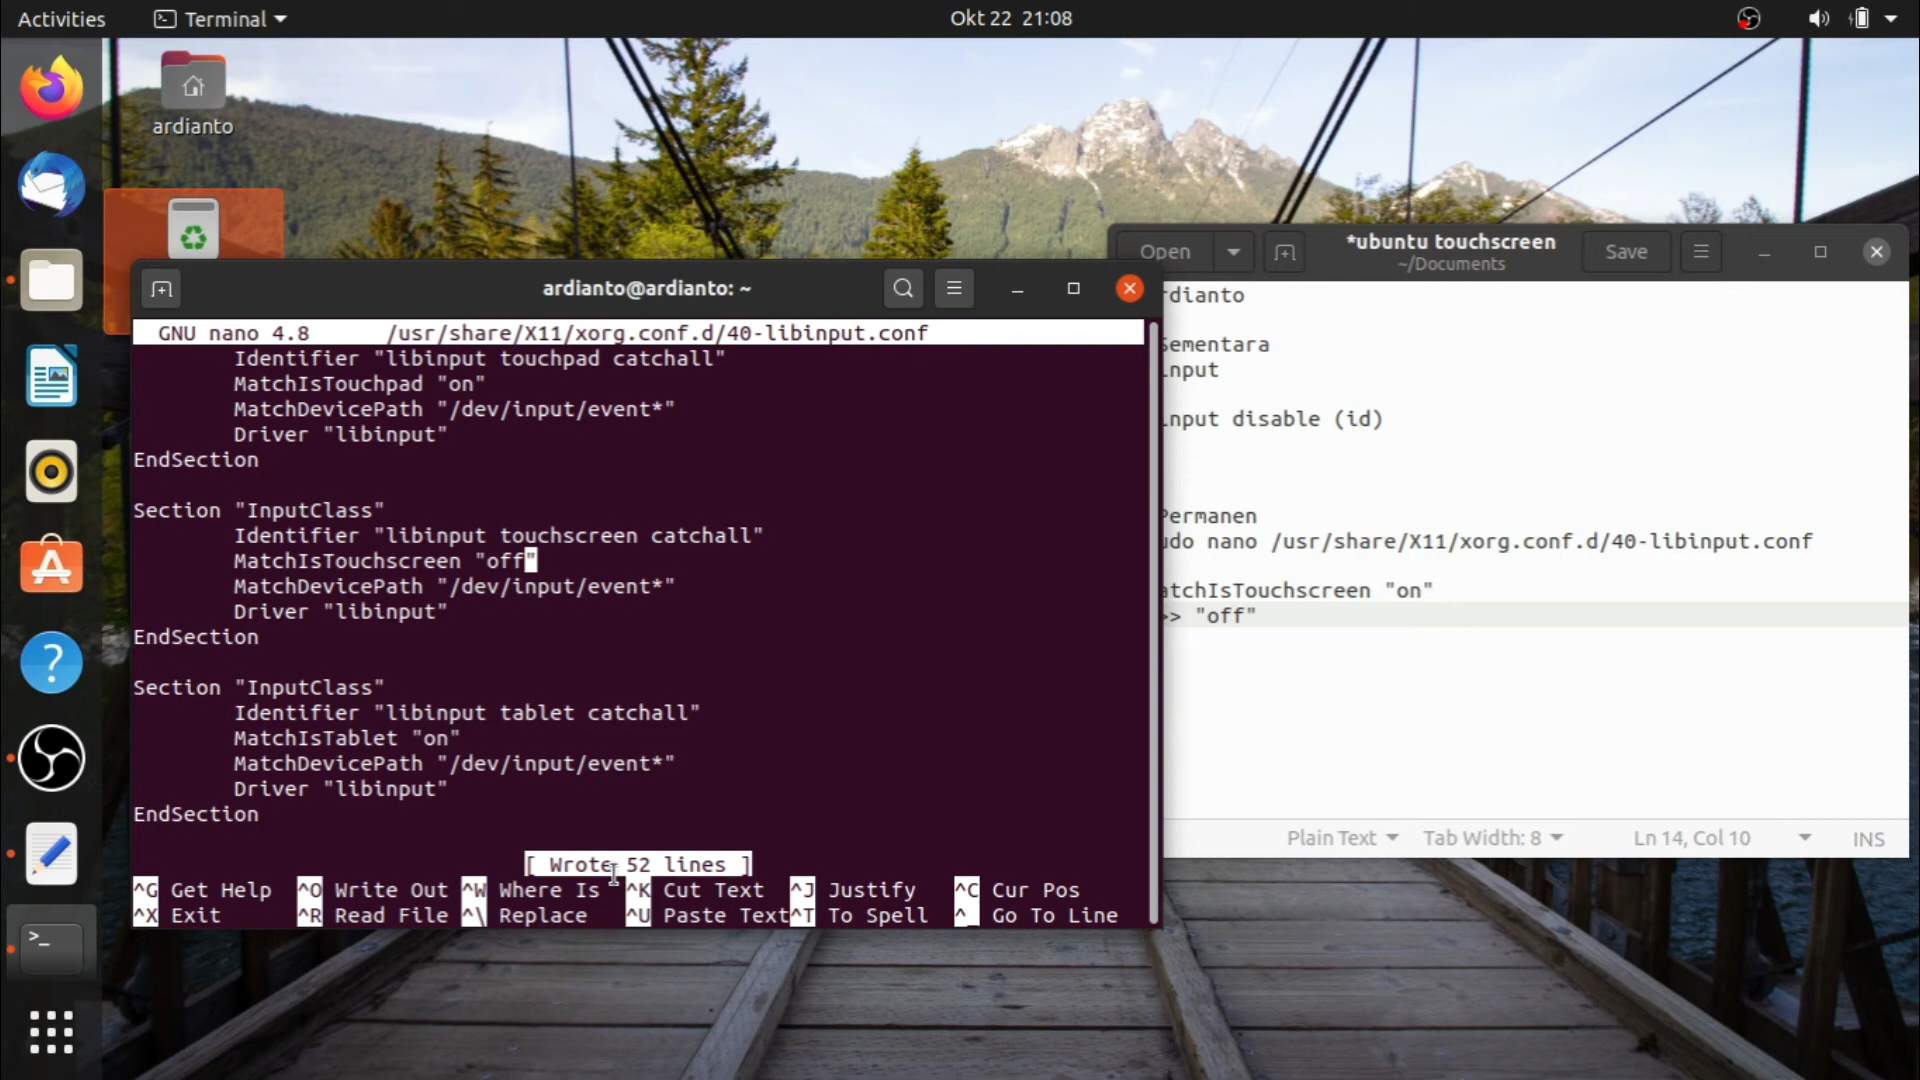 Activities
Terminal
Okt 22 21:08
ardianto
ardianto@ardianto: ~
GNU nano 4.8 /usr/share/X11/xorg.conf.d/40-libinput.conf
Identifier "libinput touchpad catchall"
MatchIsTouchpad "on"
MatchDevicePath "/dev/input/event*"
Driver "libinput"
EndSection
Section "InputClass"
Identifier "libinput touchscreen catchall"
MatchIsTouchscreen "off"
MatchDevicePath "/dev/input/event*"
Driver "libinput"
EndSection
Section "InputClass"
Identifier "libinput tablet catchall"
MatchIsTablet "on"
MatchDevicePath "/dev/input/event*"
Driver "libinput"
EndSection
[ Wrote 52 lines ]
^G Get Help ^O Write Out ^W Where Is ^K Cut Text ^J Justify ^C Cur Pos
^X Exit ^R Read File ^\ Replace ^U Paste Text ^T To Spell ^_ Go To Line
Open
*ubuntu touchscreen
~/Documents
Save
rdianto
Sementara
input
input disable (id)
Permanen
udo nano /usr/share/X11/xorg.conf.d/40-libinput.conf
atchIsTouchscreen "on"
>> "off"
Plain Text
Tab Width: 8
Ln 14, Col 10
INS